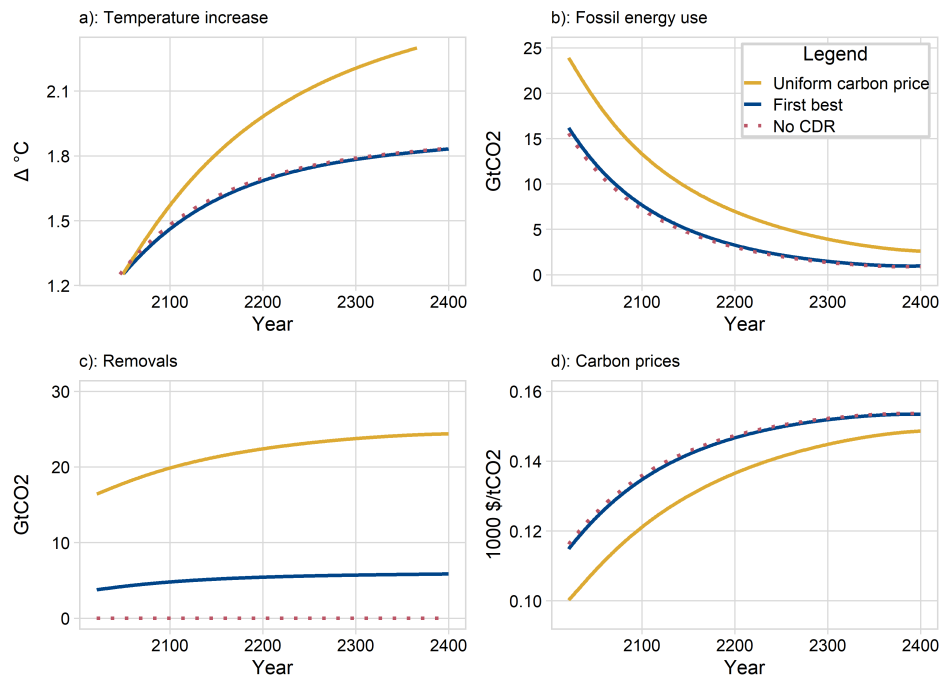 a): Temperature increase
2.1
1.8
1.5
1.2
Δ °C
2100 2200 2300 2400
Year
b): Fossil energy use
25
20
15
10
5
0
GtCO2
2100 2200 2300 2400
Year
Legend
Uniform carbon price
First best
No CDR
c): Removals
30
20
10
0
GtCO2
2100 2200 2300 2400
Year
d): Carbon prices
0.16
0.14
0.12
0.10
1000 $/tCO2
2100 2200 2300 2400
Year